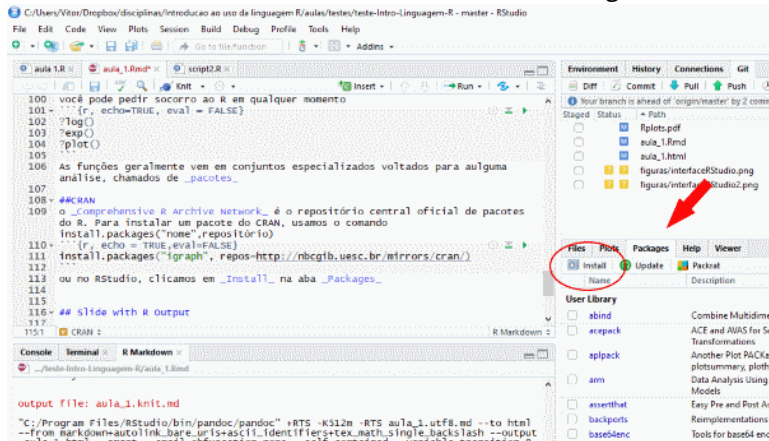 C:/Users/Vitor/Dropbox/disciplinas/Introducao ao uso da linguagem R/aulas/testes/teste-Intro-Linguagem-R - master - RStudio
File Edit Code View Plots Session Build Debug Profile Tools Help
Go to file/function Addins
aula 1.R aula_1.Rmd* script2.R
Knit Insert Run
100 você pode pedir socorro ao R em qualquer momento
101 ```{r, echo=TRUE, eval = FALSE}
102 ?log()
103 ?exp()
104 ?plot()
105 ```
106 As funções geralmente vem em conjuntos especializados voltados para aulguma
análise, chamados de _pacotes_
107
108 ##CRAN
109 o _Comprehensive R Archive Network_ é o repositório central oficial de pacotes
do R. Para instalar um pacote do CRAN, usamos o comando
install.packages("nome",repositório)
110 ```{r, echo = TRUE,eval=FALSE}
111 install.packages("igraph", repos=http://nbcgib.uesc.br/mirrors/cran/)
112 ```
113 ou no RStudio, clicamos em _Install_ na aba _Packages_
114
115
116 ## Slide with R Output
117
115:1 CRAN R Markdown
Console Terminal R Markdown
.../teste-Intro-Linguagem-R/aula_1.Rmd
output file: aula_1.knit.md
"C:/Program Files/RStudio/bin/pandoc/pandoc" +RTS -K512m -RTS aula_1.utf8.md --to html
--from markdown+autolink_bare_uris+ascii_identifiers+tex_math_single_backslash --output
Environment History Connections Git
Diff Commit Pull Push
Your branch is ahead of 'origin/master' by 2 comm
Staged Status Path
Rplots.pdf
aula_1.Rmd
aula_1.html
figuras/interfaceRStudio.png
figuras/interfaceRStudio2.png
Files Plots Packages Help Viewer
Install Update Packrat
Name Description
User Library
abind Combine Multidime
acepack ACE and AVAS for Se
Transformations
aplpack Another Plot PACKa
plotsummary, ploth
arm Data Analysis Using
Models
assertthat Easy Pre and Post As
backports Reimplementations
base64enc Tools for base64 enc